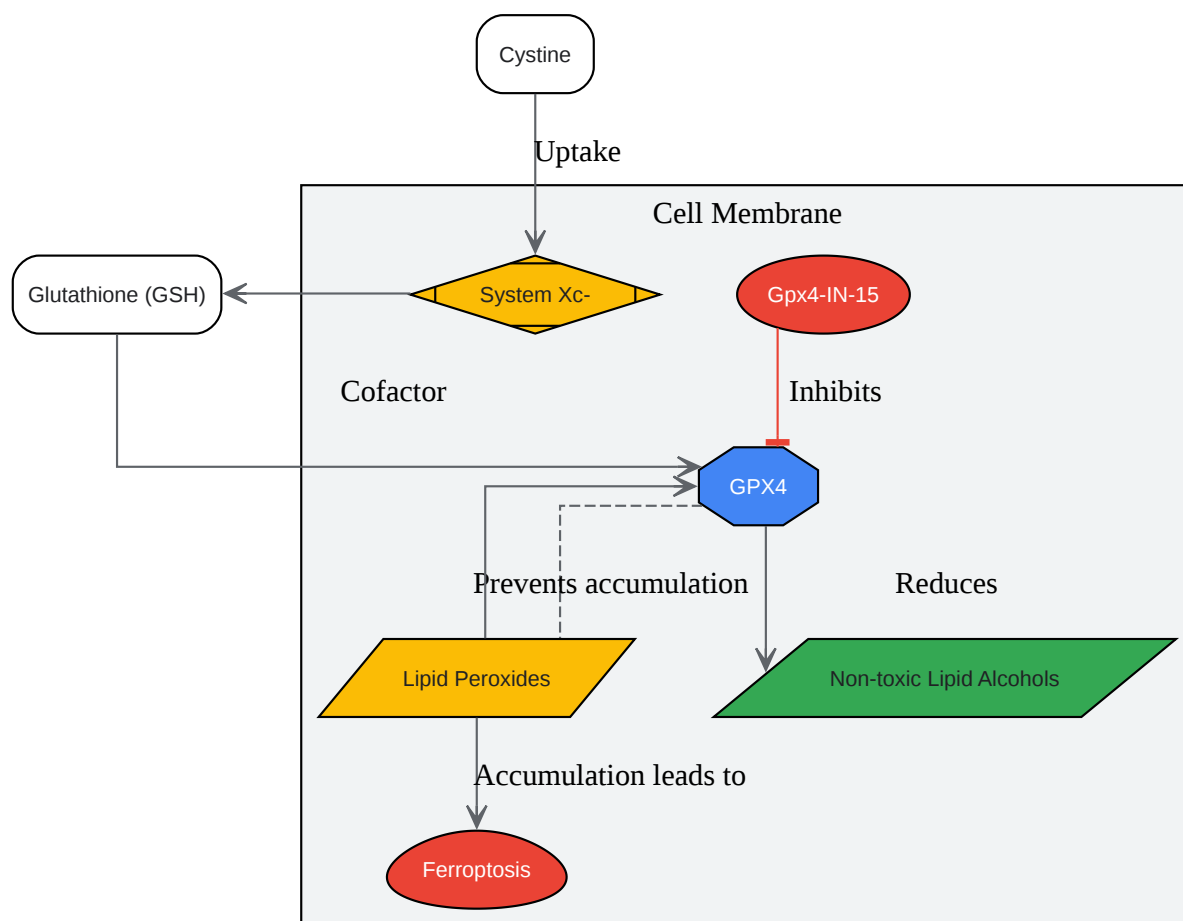 Cystine
Uptake
Cell Membrane
Glutathione (GSH)
System Xc-
Gpx4-IN-15
Cofactor
Inhibits
GPX4
Prevents accumulation
Reduces
Lipid Peroxides
Non-toxic Lipid Alcohols
Accumulation leads to
Ferroptosis